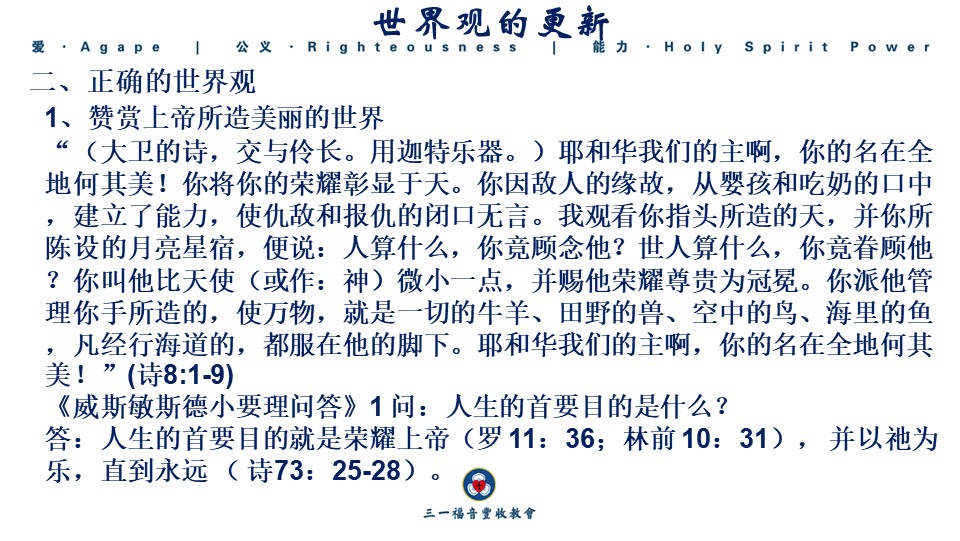 世界观的更新
爱·Agape | 公义·Righteousness | 能力·Holy Spirit Power
二、正确的世界观
1、赞赏上帝所造美丽的世界
“（大卫的诗，交与伶长。用迦特乐器。）耶和华我们的主啊，你的名在全
地何其美！你将你的荣耀彰显于天。你因敌人的缘故，从婴孩和吃奶的口中
，建立了能力，使仇敌和报仇的闭口无言。我观看你指头所造的天，并你所
陈设的月亮星宿，便说：人算什么，你竟顾念他？世人算什么，你竟眷顾他
？你叫他比天使（或作：神）微小一点，并赐他荣耀尊贵为冠冕。你派他管
理你手所造的，使万物，就是一切的牛羊、田野的兽、空中的鸟、海里的鱼
，凡经行海道的，都服在他的脚下。耶和华我们的主啊，你的名在全地何其
美！”(诗8:1-9)
《威斯敏斯德小要理问答》1 问：人生的首要目的是什么？
答：人生的首要目的就是荣耀上帝（罗 11：36；林前 10：31）， 并以祂为
乐，直到永远 （ 诗73：25-28）。
三一福音豐收教會